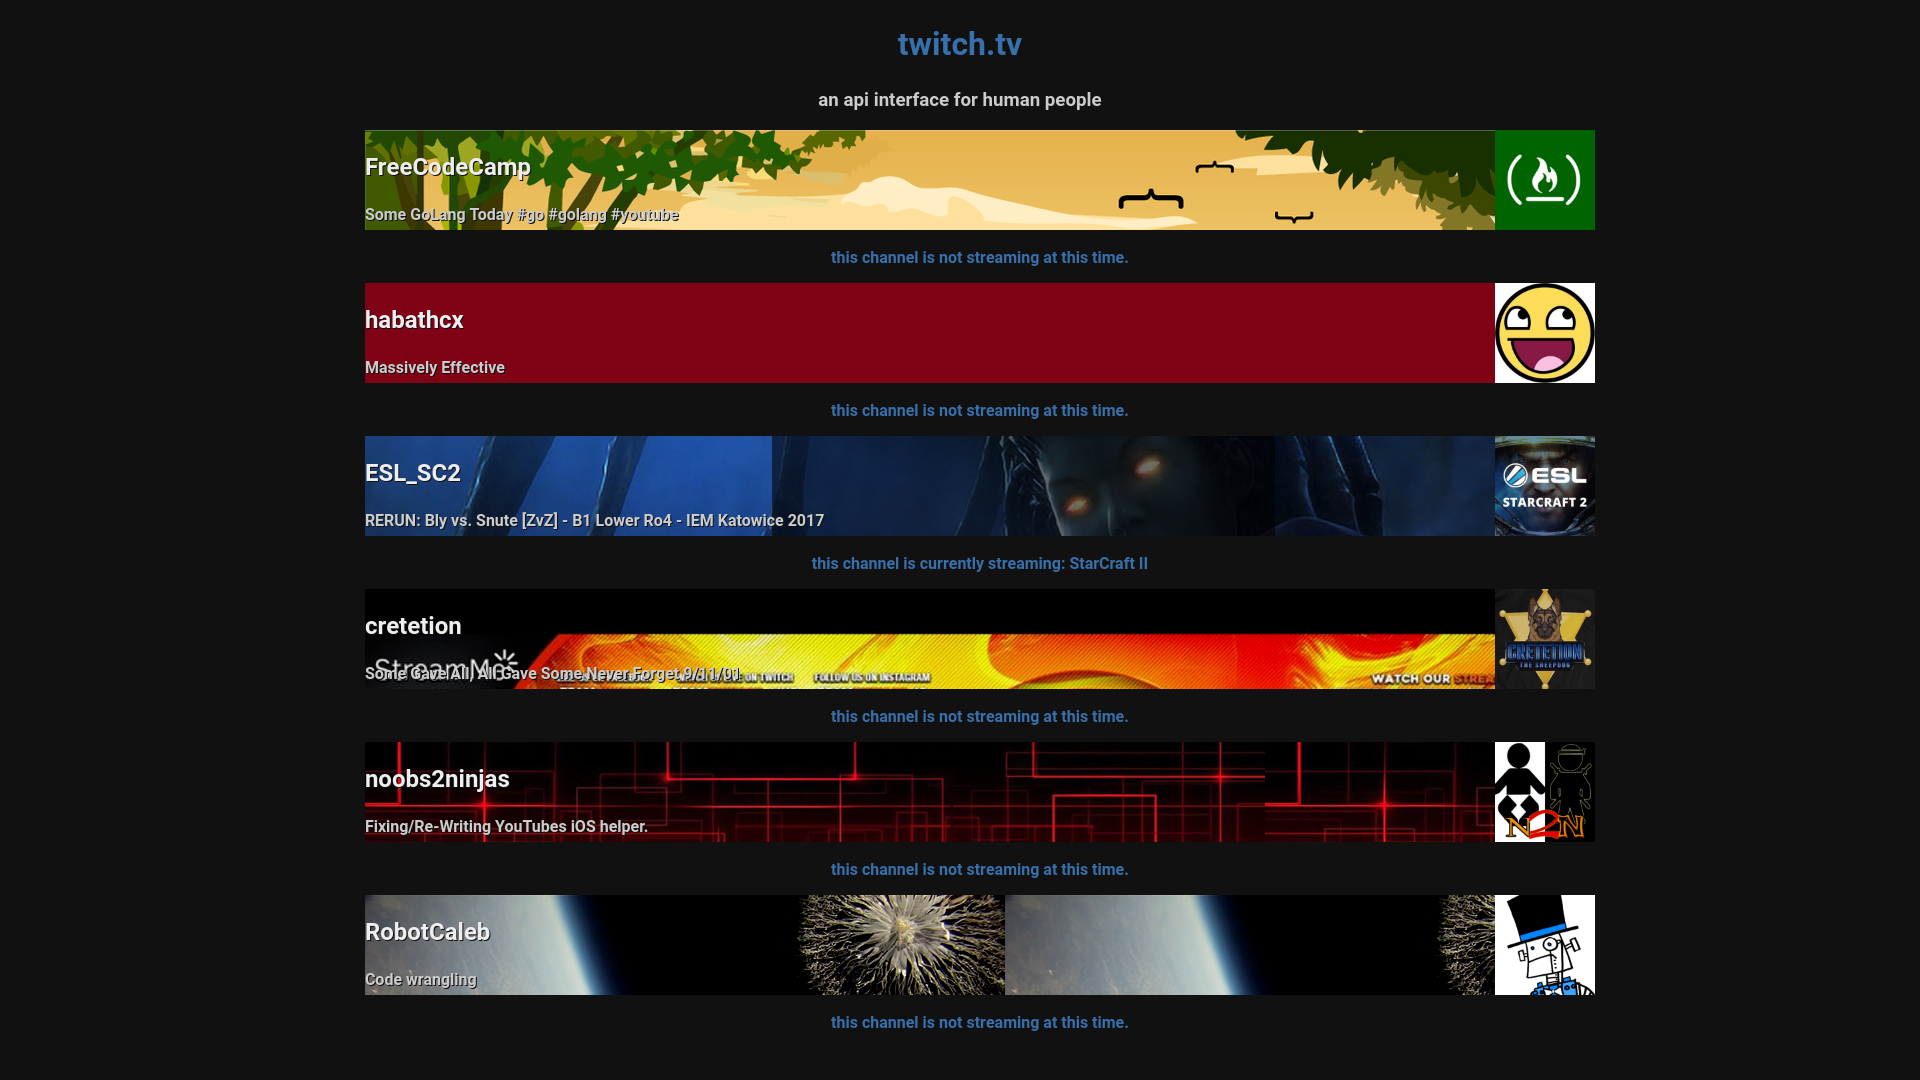 twitch.tv
an api interface for human people
FreeCodeCamp
Some GoLang Today #go #golang #youtube
this channel is not streaming at this time.
habathcx
Massively Effective
this channel is not streaming at this time.
ESL_SC2
RERUN: Bly vs. Snute [ZvZ] - B1 Lower Ro4 - IEM Katowice 2017
ESL
STARCRAFT 2
this channel is currently streaming: StarCraft II
cretetion
Some Gave All, All Gave Some Never Forget 9/11/01
ON TWITCH
FOLLOW US ON INSTAGRAM
WATCH OUR STREA
CRETETION
THE SHEEPDOG
this channel is not streaming at this time.
noobs2ninjas
Fixing/Re-Writing YouTubes iOS helper.
N2N
this channel is not streaming at this time.
RobotCaleb
Code wrangling
this channel is not streaming at this time.